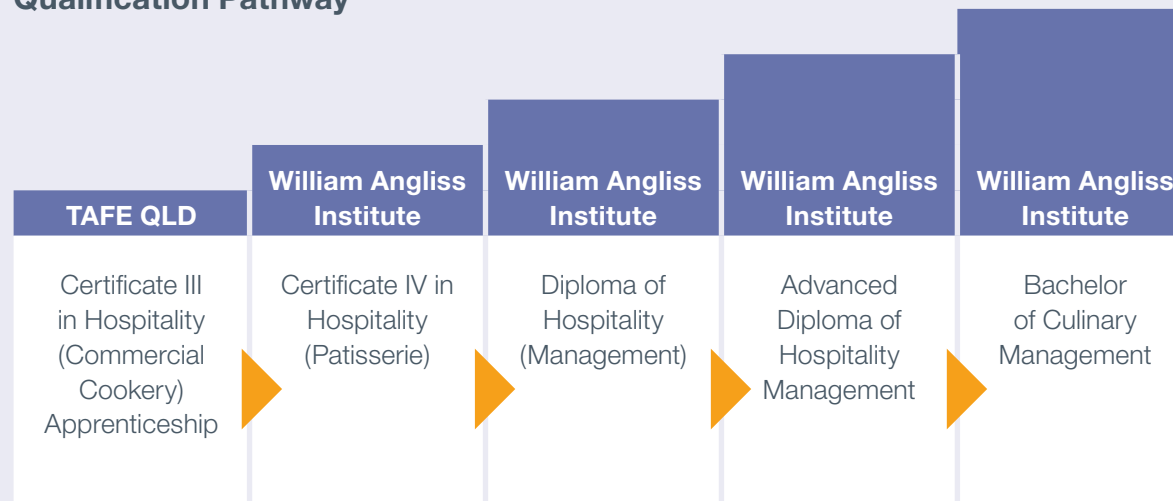 Qualification Pathway
TAFE QLD
Certificate III
in Hospitality
(Commercial
Cookery)
Apprenticeship
William Angliss
Institute
Certificate IV in
Hospitality
(Patisserie)
William Angliss
Institute
Diploma of
Hospitality
(Management)
William Angliss
Institute
Advanced
Diploma of
Hospitality
Management
William Angliss
Institute
Bachelor
of Culinary
Management